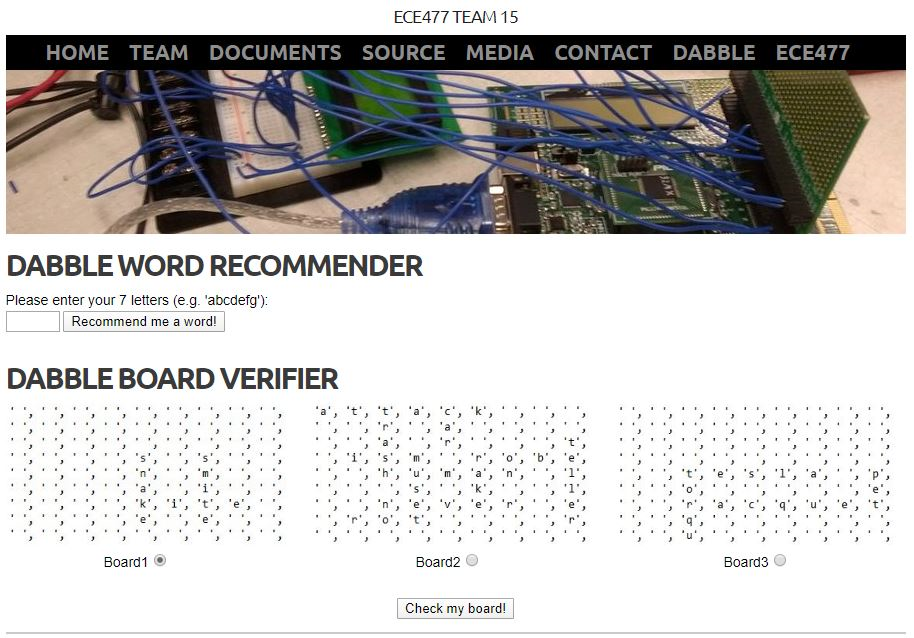 ECE477 TEAM 15
HOME TEAM DOCUMENTS SOURCE MEDIA CONTACT DABBLE ECE477
DABBLE WORD RECOMMENDER
Please enter your 7 letters (e.g. 'abcdefg'):
Recommend me a word!
DABBLE BOARD VERIFIER
' ', ' ', ' ', ' ', ' ', ' ', ' ', ' ', ' ',
' ', ' ', ' ', ' ', ' ', ' ', ' ', ' ', ' ',
' ', ' ', ' ', ' ', ' ', ' ', ' ', ' ', ' ',
' ', ' ', ' ', ' ', 's', ' ', 's', ' ', ' ',
' ', ' ', ' ', ' ', 'n', ' ', 'm', ' ', ' ',
' ', ' ', ' ', ' ', 'a', ' ', 'i', ' ', ' ',
' ', ' ', ' ', ' ', 'k', 'i', 't', 'e', ' ',
' ', ' ', ' ', ' ', 'e', ' ', 'e', ' ', ' ',
' ', ' ', ' ', ' ', ' ', ' ', ' ', ' ', ' ',
Board1
'a', 't', 't', 'a', 'c', 'k', ' ', ' ', ' ',
' ', ' ', 'r', ' ', 'a', ' ', ' ', ' ', ' ',
' ', ' ', 'a', ' ', 'r', ' ', ' ', ' ', 't',
' ', 'i', 's', 'm', ' ', 'r', 'o', 'b', 'e',
' ', ' ', 'h', 'u', 'm', 'a', 'n', ' ', 'l',
' ', ' ', ' ', 's', ' ', 'k', ' ', ' ', 'l',
' ', ' ', 'n', 'e', 'v', 'e', 'r', ' ', 'e',
' ', 'r', 'o', 't', ' ', ' ', ' ', ' ', 'r',
' ', ' ', ' ', ' ', ' ', ' ', ' ', ' ', ' ',
Board2
' ', ' ', ' ', ' ', ' ', ' ', ' ', ' ', ' ',
' ', ' ', ' ', ' ', ' ', ' ', ' ', ' ', ' ',
' ', ' ', ' ', ' ', ' ', ' ', ' ', ' ', ' ',
' ', ' ', ' ', ' ', ' ', ' ', ' ', ' ', ' ',
' ', ' ', 't', 'e', 's', 'l', 'a', ' ', 'p',
' ', ' ', 'o', ' ', ' ', ' ', ' ', ' ', 'e',
' ', ' ', 'r', 'a', 'c', 'q', 'u', 'e', 't',
' ', ' ', 'q', ' ', ' ', ' ', ' ', ' ', ' ',
' ', ' ', 'u', ' ', ' ', ' ', ' ', ' ', ' ',
Board3
Check my board!